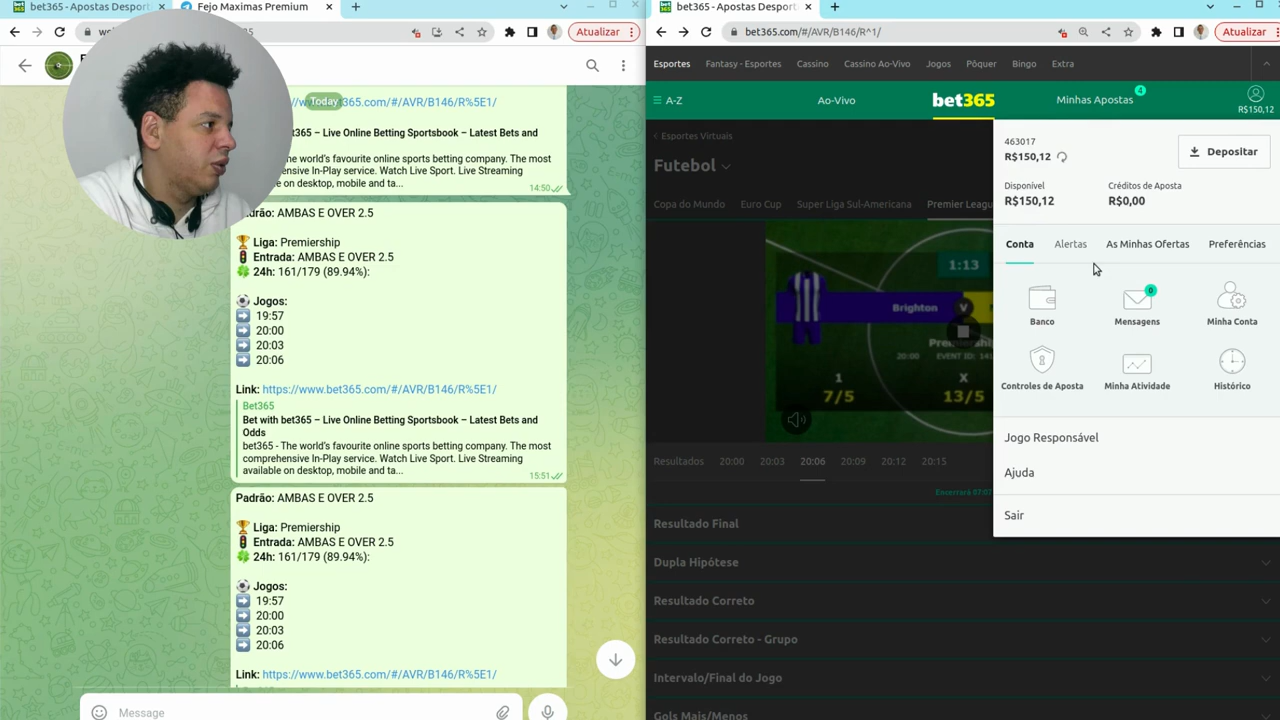 bet365 - Apostas Desport
Fejo Maximas Premium
Atualizar
Today
365.com/#/AVR/B146/R%5E1/
t365 – Live Online Betting Sportsbook – Latest Bets and
he world's favourite online sports betting company. The most
ensive In-Play service. Watch Live Sport. Live Streaming
e on desktop, mobile and ta...
14:50
AMBAS E OVER 2.5
Liga: Premiership
Entrada: AMBAS E OVER 2.5
24h: 161/179 (89.94%):
Jogos:
19:57
20:00
20:03
20:06
Link: https://www.bet365.com/#/AVR/B146/R%5E1/
Bet365
Bet with bet365 – Live Online Betting Sportsbook – Latest Bets and
Odds
bet365 - The world's favourite online sports betting company. The most
comprehensive In-Play service. Watch Live Sport. Live Streaming
available on desktop, mobile and ta...
15:51
Padrão: AMBAS E OVER 2.5
Liga: Premiership
Entrada: AMBAS E OVER 2.5
24h: 161/179 (89.94%):
Jogos:
19:57
20:00
20:03
20:06
Link: https://www.bet365.com/#/AVR/B146/R%5E1/
Message
bet365 - Apostas Desport
bet365.com/#/AVR/B146/R^1/
Atualizar
Esportes Fantasy - Esportes Cassino Cassino Ao-Vivo Jogos Pôquer Bingo Extra
A-Z Ao-Vivo bet365 Minhas Apostas 4
R$150,12
Esportes Virtuais
Futebol
Copa do Mundo Euro Cup Super Liga Sul-Americana Premier Leagu
1:13
Brighton V
20:00 EVENT ID:
1 X
7/5 13/5
Resultados 20:00 20:03 20:06 20:09 20:12 20:15
Resultado Final
Dupla Hipótese
Resultado Correto
Resultado Correto - Grupo
Intervalo/Final do Jogo
Gols Mais/Menos
463017
R$150,12
Depositar
Disponível Créditos de Aposta
R$150,12 R$0,00
Conta Alertas As Minhas Ofertas Preferências
0
Banco Mensagens Minha Conta
Controles de Aposta Minha Atividade Histórico
Jogo Responsável
Ajuda
Sair